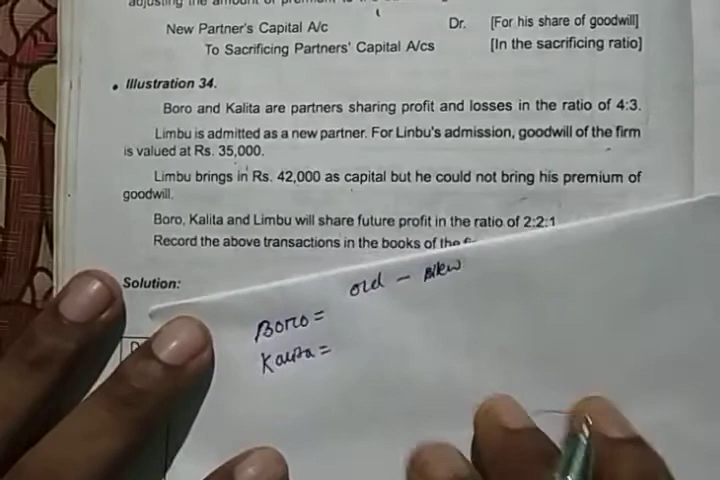 adjusting the amount of premium
New Partner's Capital A/c Dr. [For his share of goodwill]
To Sacrificing Partners' Capital A/cs [In the sacrificing ratio]
• Illustration 34.
Boro and Kalita are partners sharing profit and losses in the ratio of 4:3.
Limbu is admitted as a new partner. For Linbu's admission, goodwill of the firm
is valued at Rs. 35,000.
Limbu brings in Rs. 42,000 as capital but he could not bring his premium of
goodwill.
Boro, Kalita and Limbu will share future profit in the ratio of 2:2:1
Record the above transactions in the books of the
Solution:
old - New
Boro =
Kalita =